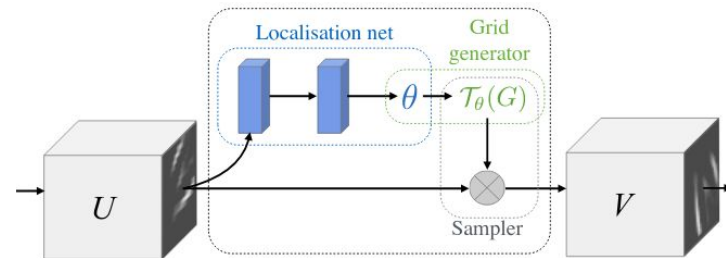 Localisation net
Grid
generator
θ
𝒯θ(G)
U
V
Sampler